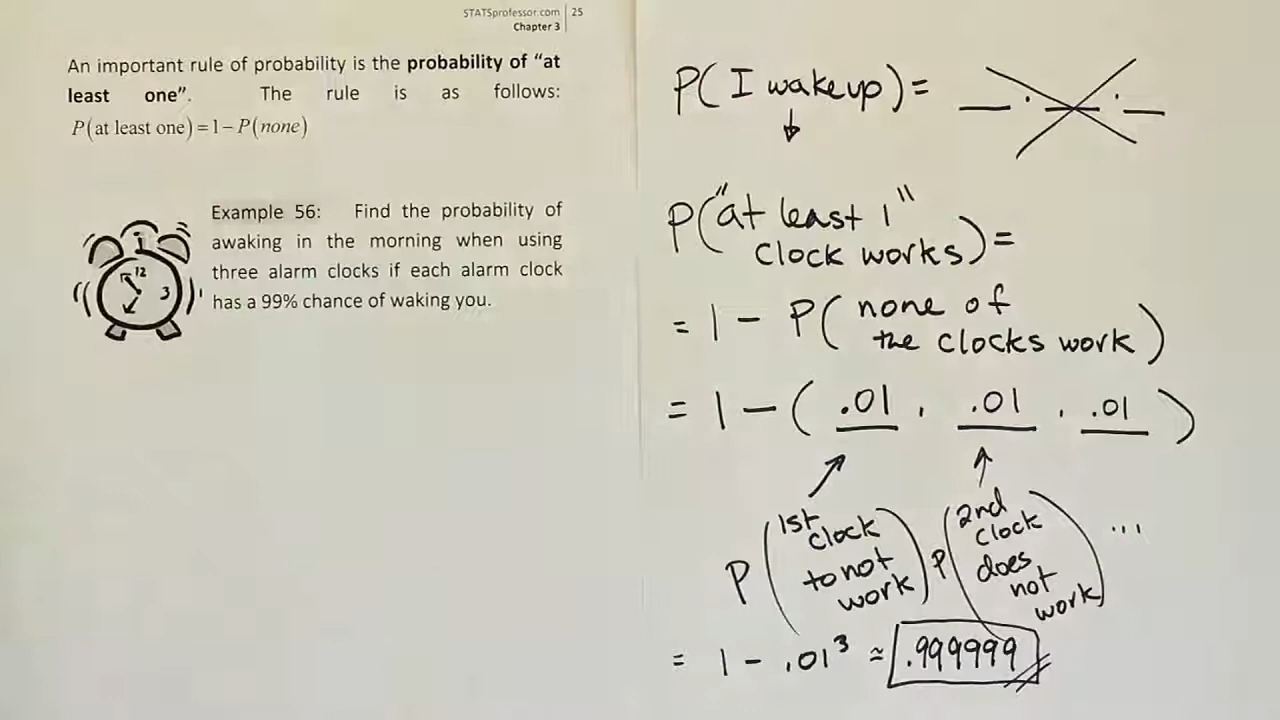 STATSprofessor.com 25
Chapter 3
An important rule of probability is the probability of “at
least one”. The rule is as follows:
P(at least one) = 1 − P(none)
Example 56: Find the probability of
awaking in the morning when using
three alarm clocks if each alarm clock
has a 99% chance of waking you.
12
3
P( I wakeup ) = __ . __ . __
P("at least 1"
clock works) =
= 1 - P( none of
the clocks work )
= 1 - ( .01 . .01 . .01 )
P( 1st
clock
to not
work )
P( 2nd
clock
does
not
work ) ...
= 1 - .01³ ≈ .999999